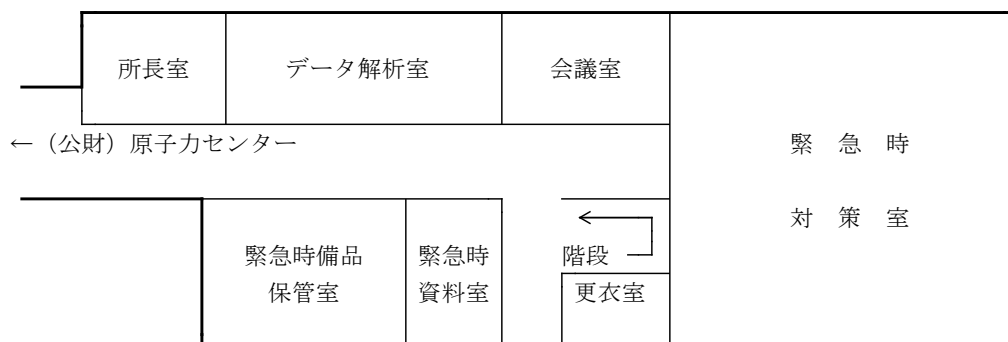 所長室
データ解析室
会議室
←（公財）原子力センター
緊 急 時
対 策 室
緊急時備品
保管室
緊急時
資料室
階段
更衣室